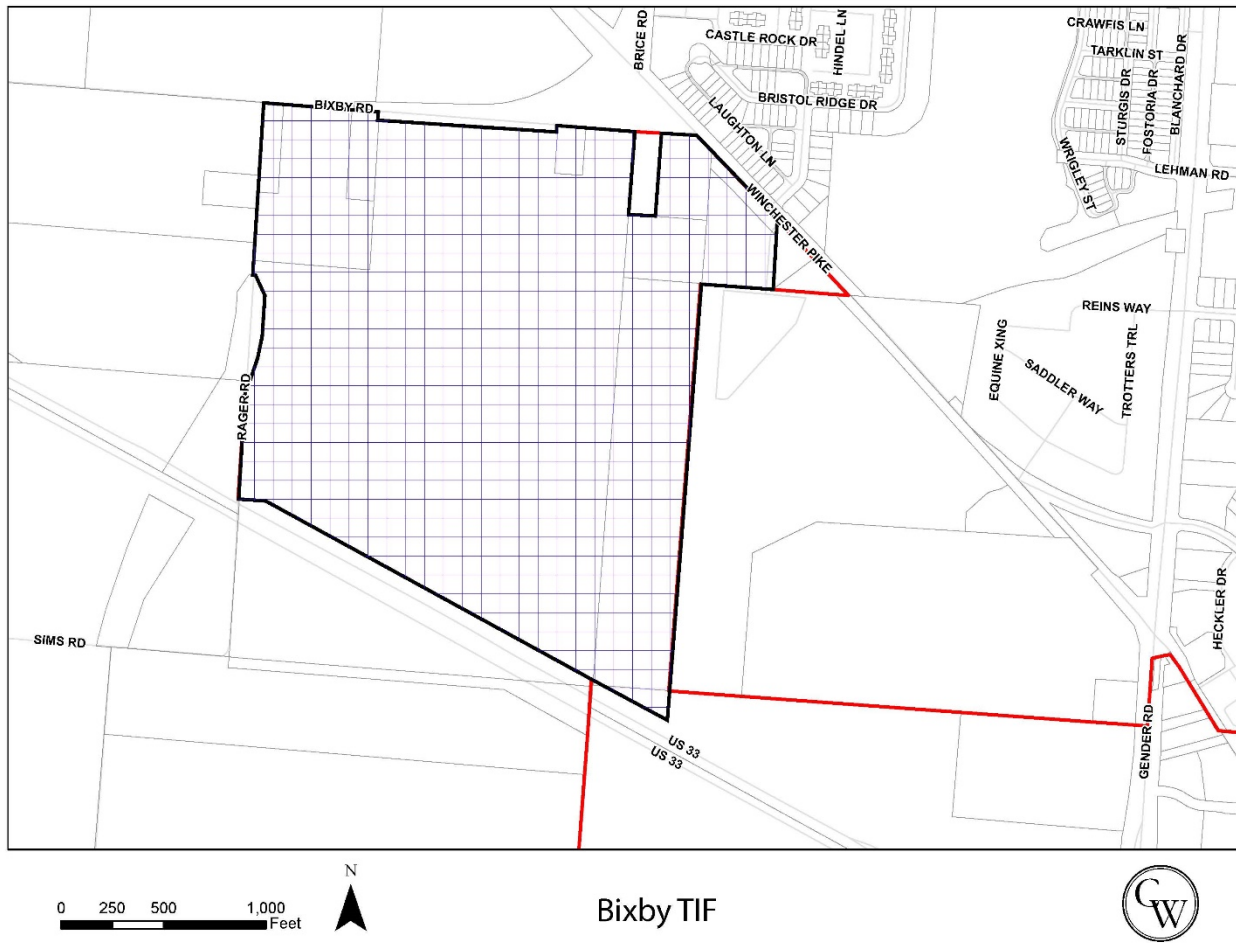 CRAWFIS LN
TARKLIN ST
BRICE RD
CASTLE ROCK DR
HINDEL LN
STURGIS DR
FOSTORIA DR
BLANCHARD DR
BIXBY RD
BRISTOL RIDGE DR
LAUGHTON LN
WRIGLEY ST
LEHMAN RD
WINCHESTER PIKE
REINS WAY
EQUINE XING
SADDLER WAY
TROTTERS TRL
RAGER RD
HECKLER DR
SIMS RD
GENDER RD
US 33
US 33
N
0 250 500 1,000
Feet
Bixby TIF
CW